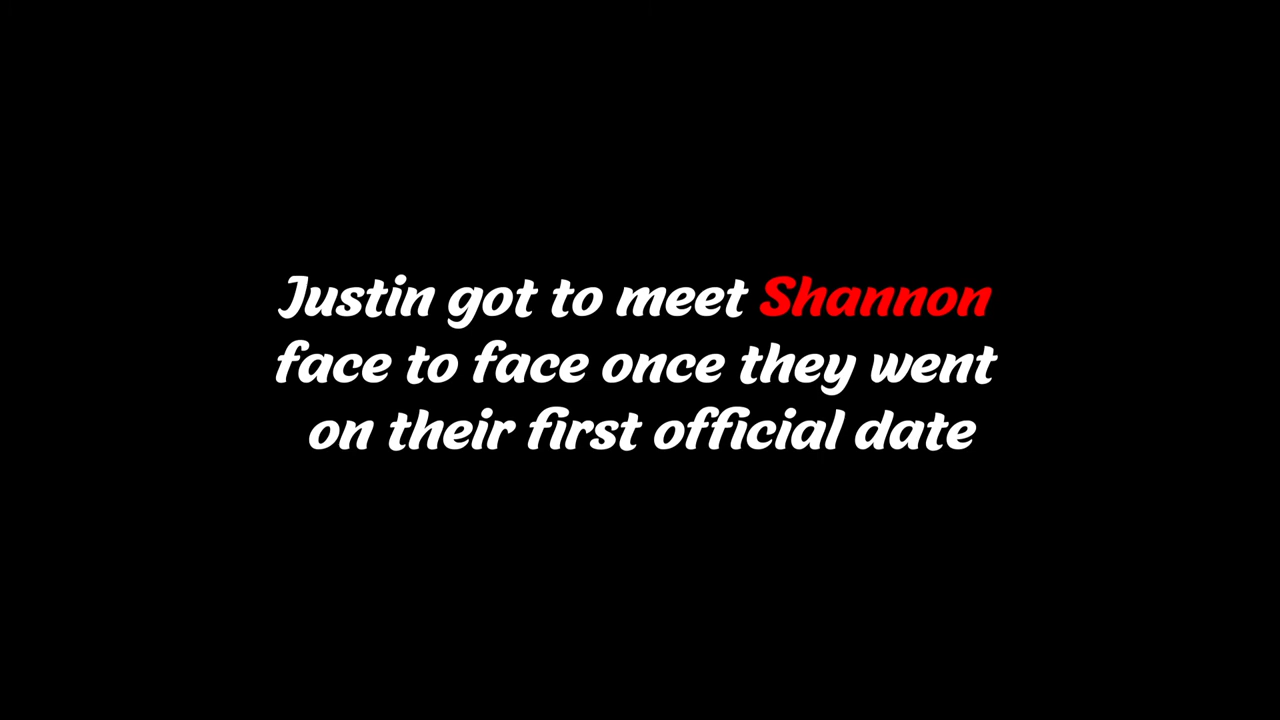 Justin got to meet Shannon
face to face once they went
on their first official date